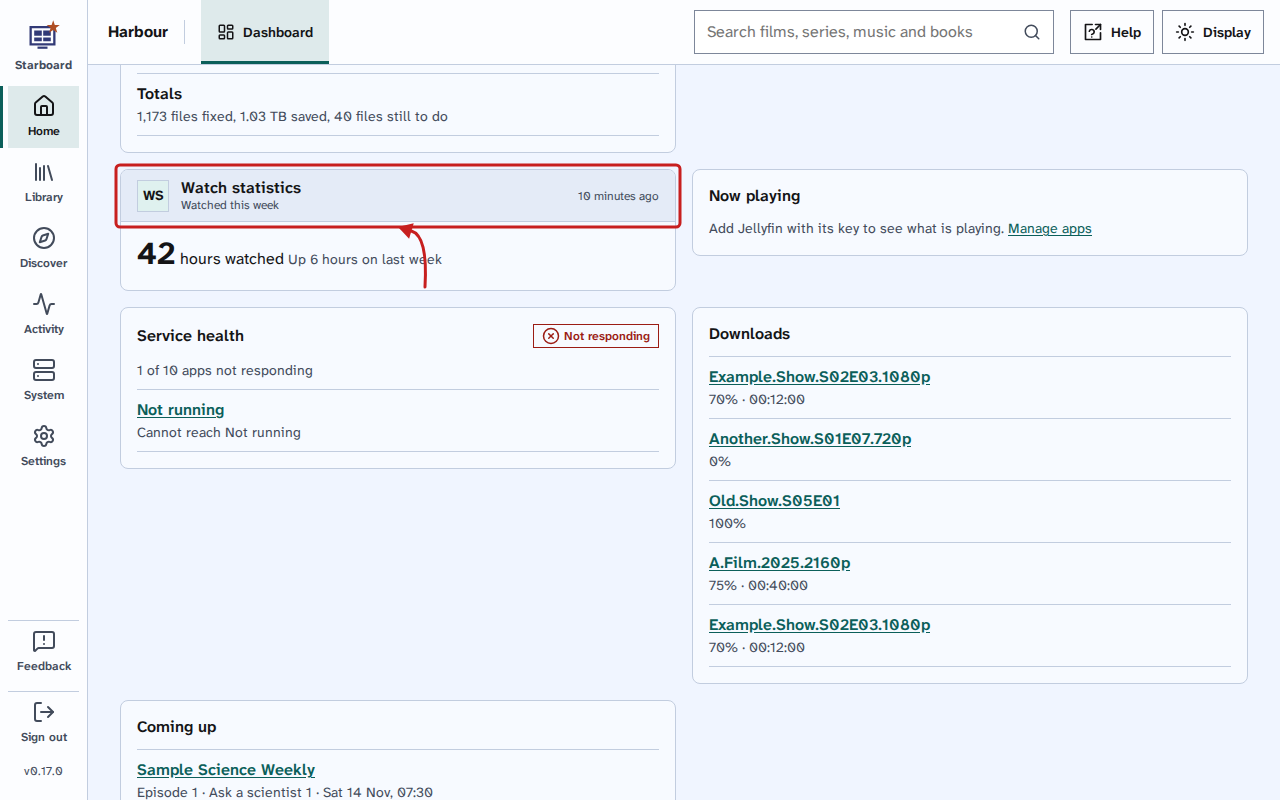 Starboard
Home
Library
Discover
Activity
System
Settings
Feedback
Sign out
v0.17.0
Harbour
Dashboard
Search films, series, music and books
Help
Display
Totals
1,173 files fixed, 1.03 TB saved, 40 files still to do
WS
Watch statistics
Watched this week
10 minutes ago
42 hours watched Up 6 hours on last week
Now playing
Add Jellyfin with its key to see what is playing. Manage apps
Service health
Not responding
1 of 10 apps not responding
Not running
Cannot reach Not running
Downloads
Example.Show.S02E03.1080p
70% · 00:12:00
Another.Show.S01E07.720p
0%
Old.Show.S05E01
100%
A.Film.2025.2160p
75% · 00:40:00
Example.Show.S02E03.1080p
70% · 00:12:00
Coming up
Sample Science Weekly
Episode 1 · Ask a scientist 1 · Sat 14 Nov, 07:30